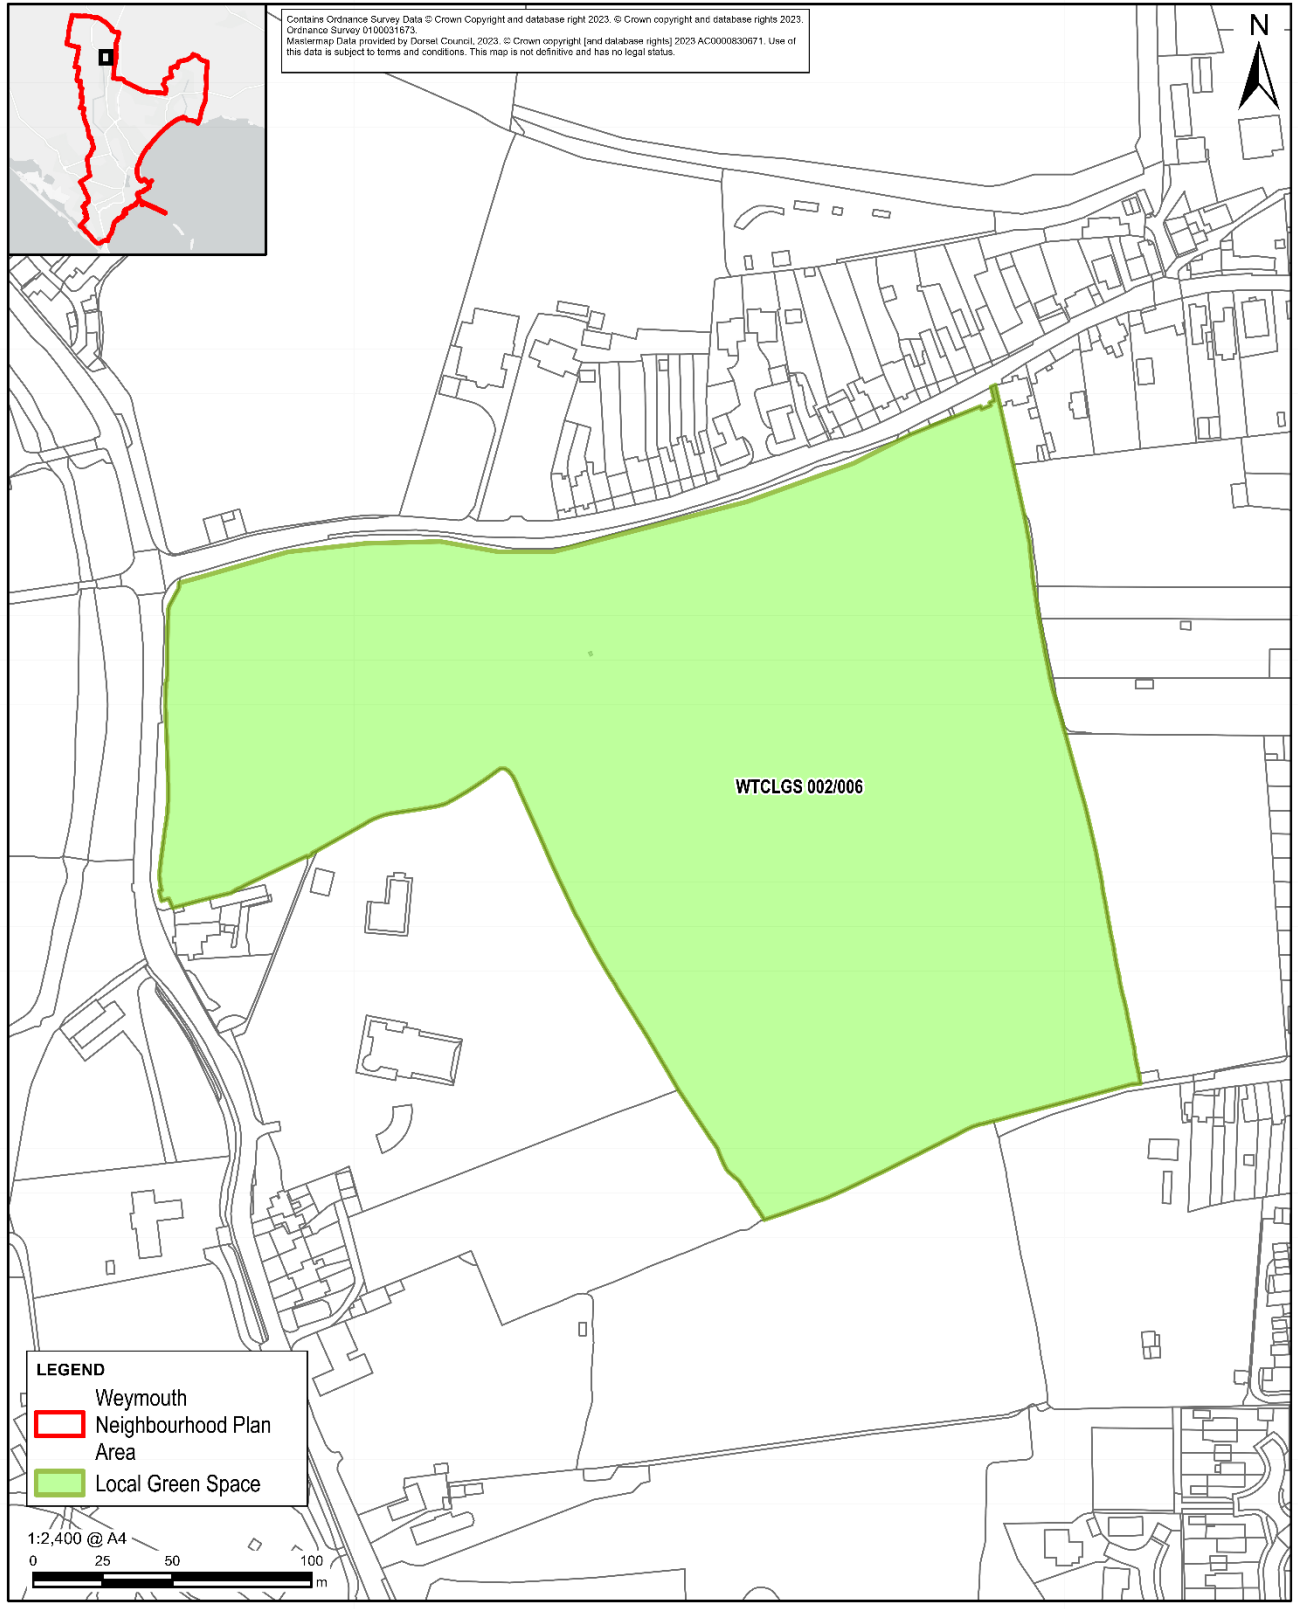 Contains Ordnance Survey Data © Crown Copyright and database right 2023. © Crown copyright and database rights 2023.
Ordnance Survey 0100031673.
Mastermap Data provided by Dorset Council, 2023. © Crown copyright [and database rights] 2023 AC0000830671. Use of
this data is subject to terms and conditions. This map is not definitive and has no legal status.
N
WTCLGS 002/006
LEGEND
Weymouth
Neighbourhood Plan
Area
Local Green Space
1:2,400 @ A4
0 25 50 100
m